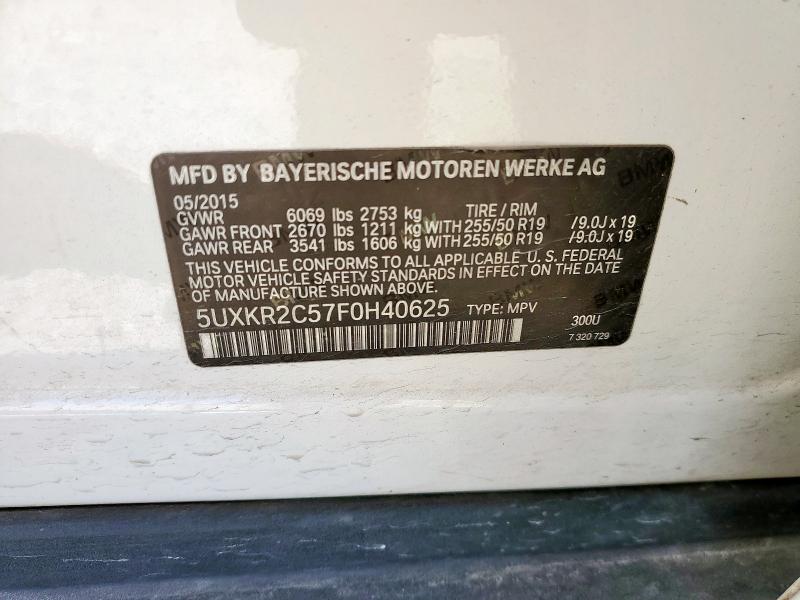 MFD BY BAYERISCHE MOTOREN WERKE AG
05/2015
GVWR 6069 lbs 2753 kg TIRE / RIM
GAWR FRONT 2670 lbs 1211 kg WITH 255/50 R19 /9.0J x 19
GAWR REAR 3541 lbs 1606 kg WITH 255/50 R19 /9.0J x 19
THIS VEHICLE CONFORMS TO ALL APPLICABLE U. S. FEDERAL
MOTOR VEHICLE SAFETY STANDARDS IN EFFECT ON THE DATE
OF MANUFACTURE SHOWN ABOVE.
5UXKR2C57F0H40625 TYPE: MPV 300U
7 320 729